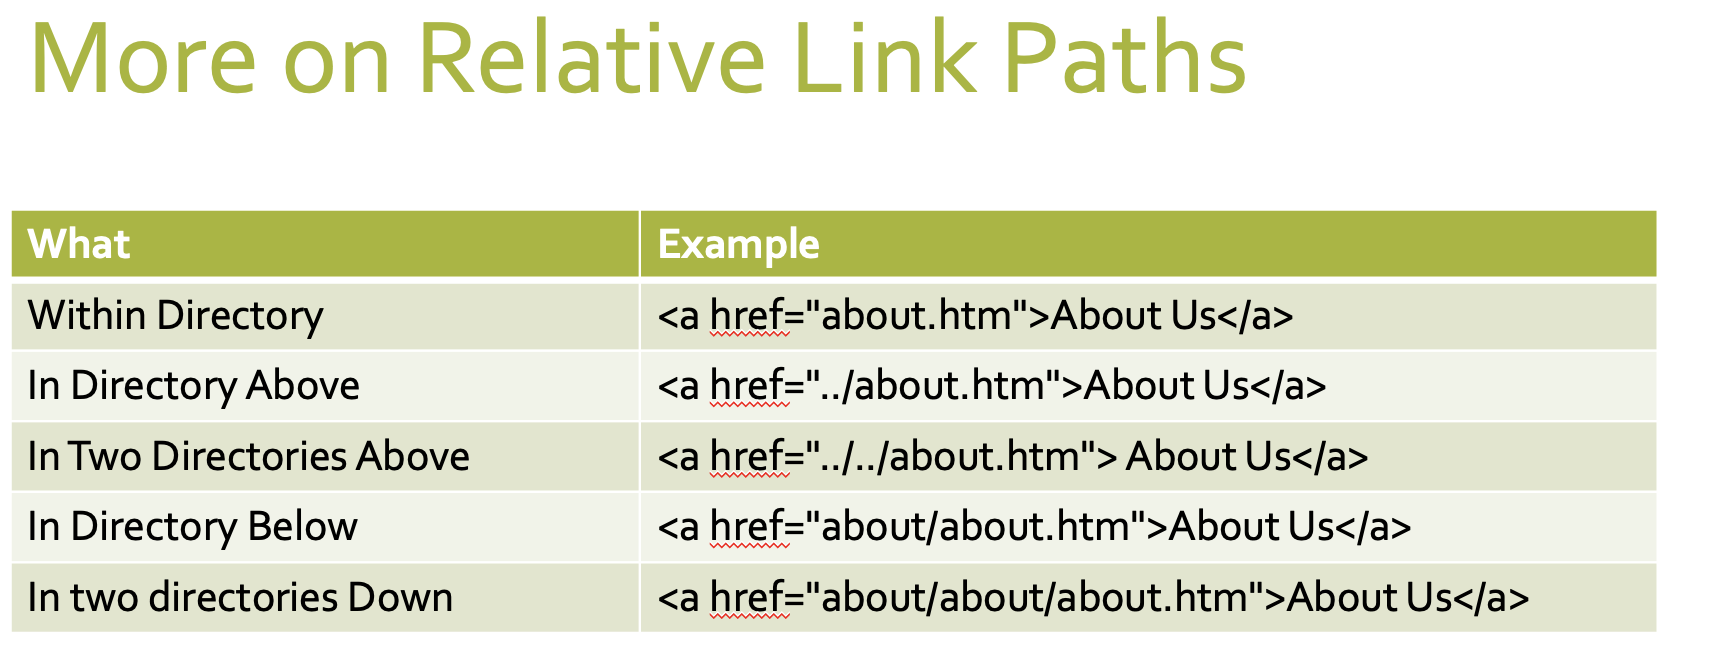 More on Relative Link Paths
What Example
Within Directory <a href="about.htm">About Us</a>
In Directory Above <a href="../about.htm">About Us</a>
In Two Directories Above <a href="../../about.htm"> About Us</a>
In Directory Below <a href="about/about.htm">About Us</a>
In two directories Down <a href="about/about/about.htm">About Us</a>